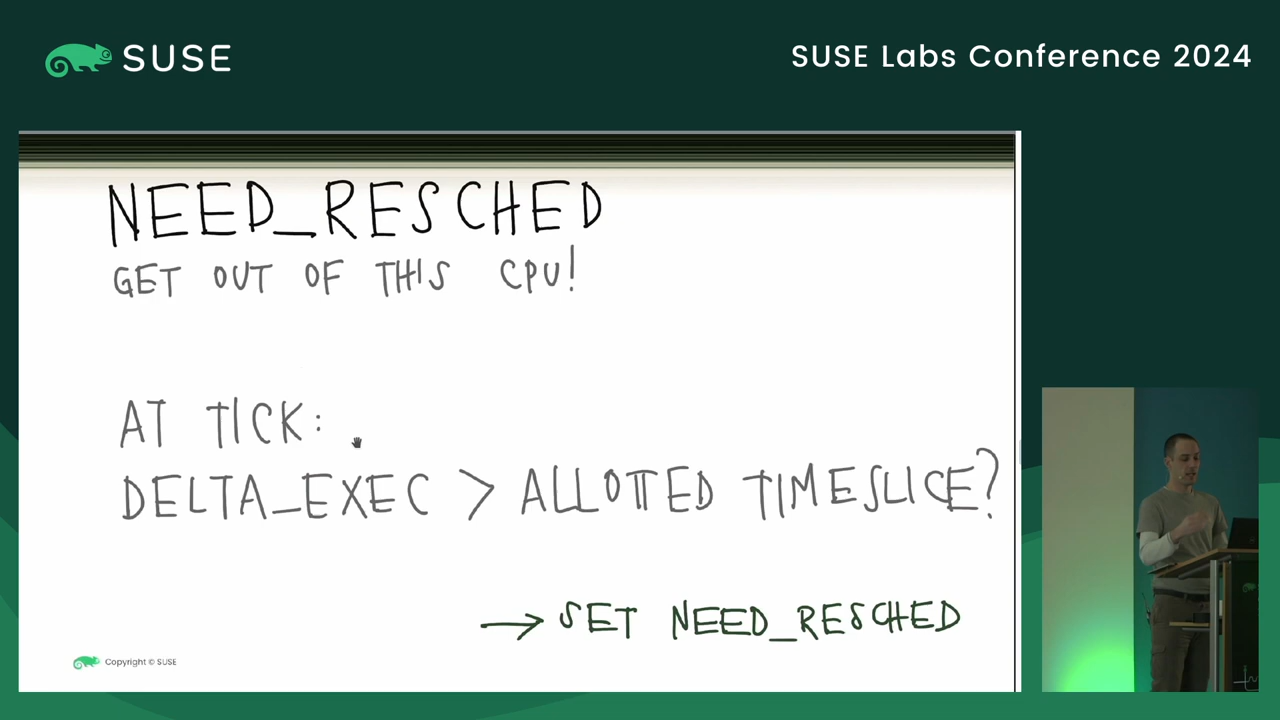 SUSE
SUSE Labs Conference 2024
NEED_RESCHED
GET OUT OF THIS CPU!
AT TICK:
DELTA_EXEC > ALLOTTED TIMESLICE?
→ SET NEED_RESCHED
Copyright © SUSE